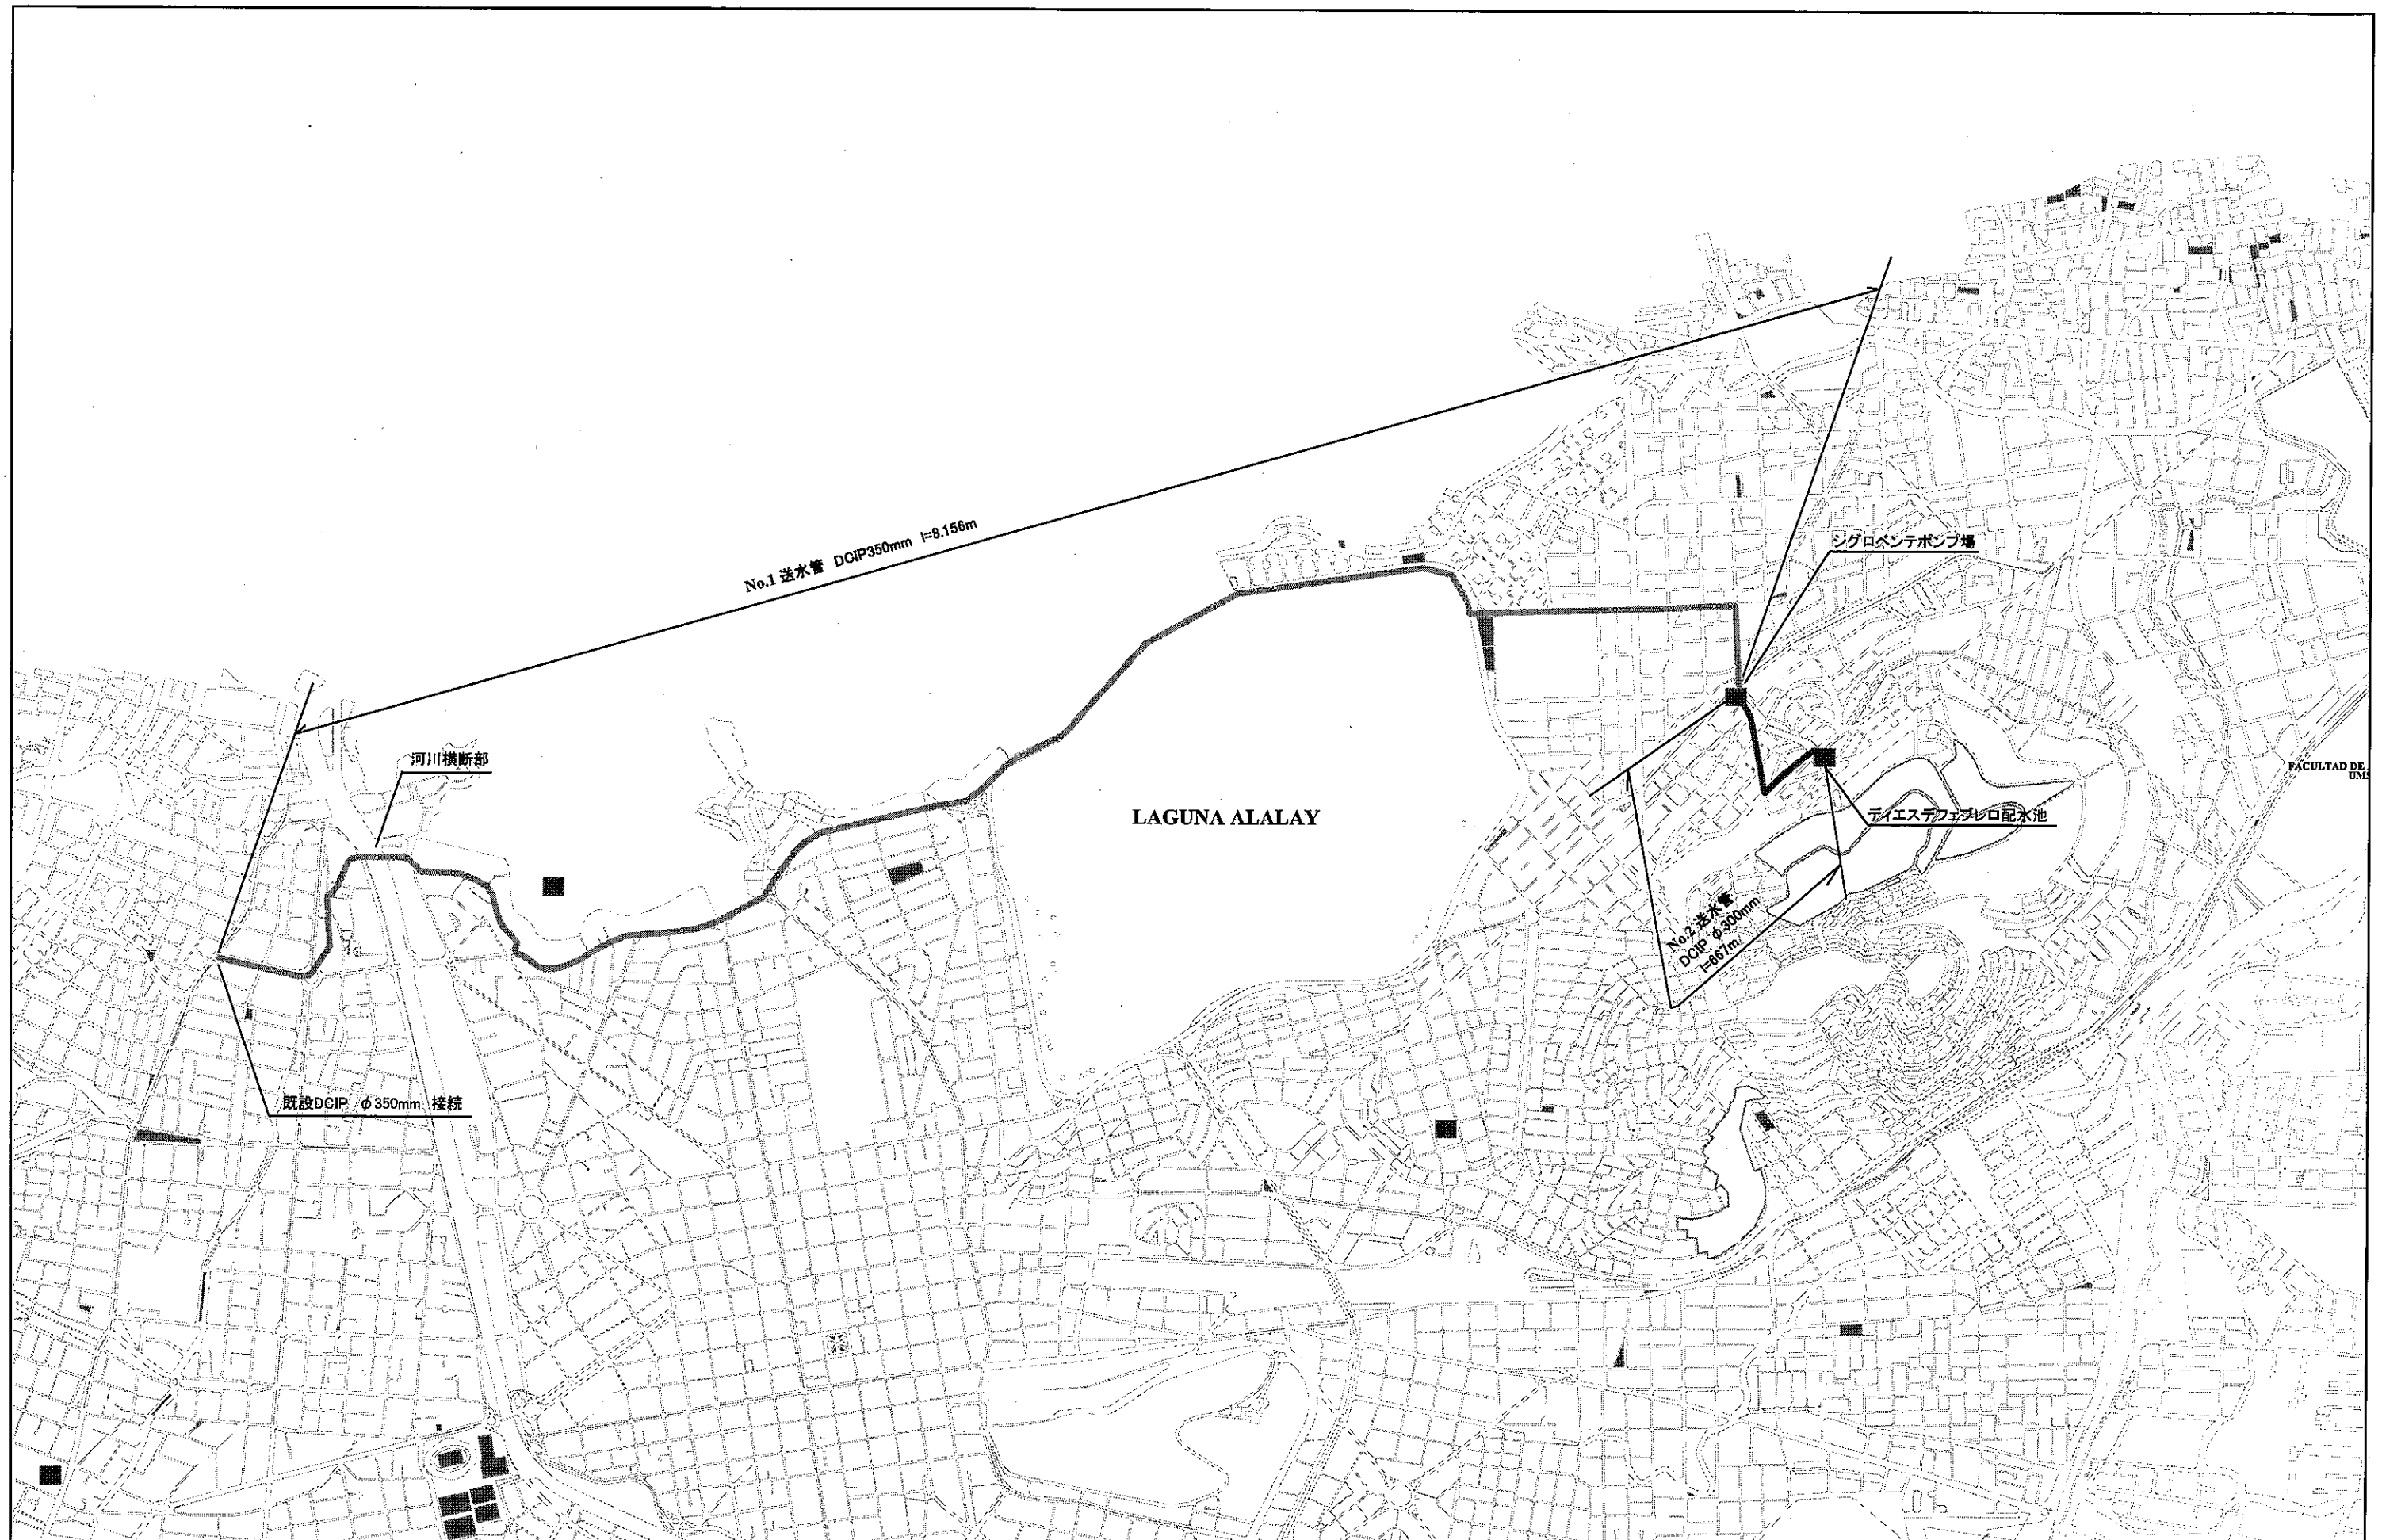 No.1 送水管 DCIP350mm l=8.156m
シグロベンテポンプ場
河川横断部
FACULTAD DE
UMS
LAGUNA ALALAY
ディエスデフェブレロ配水池
No.2 送水管
DCIP φ300mm
l=667m
既設DCIP φ350mm 接続